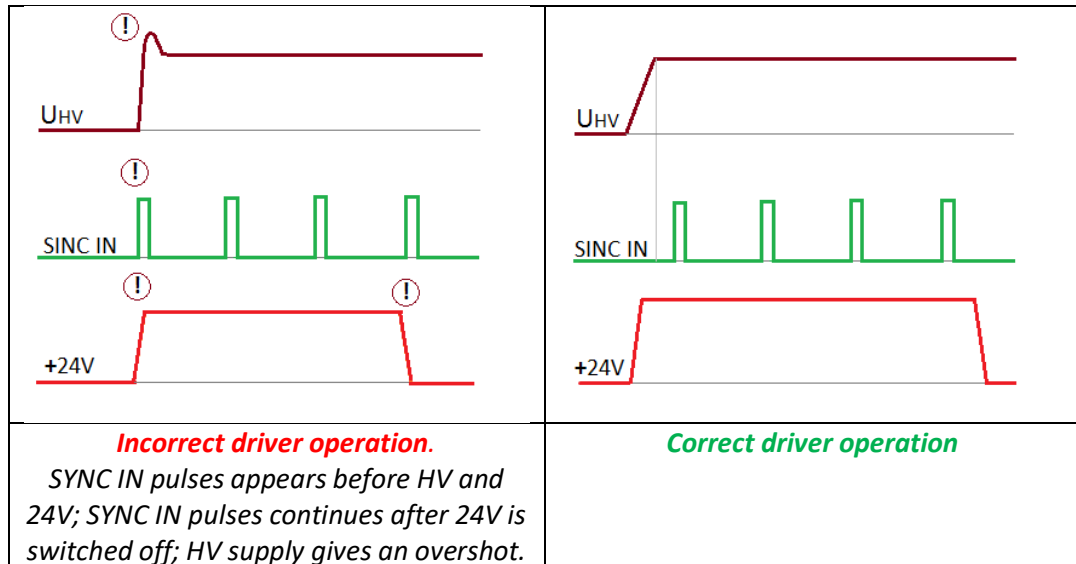 !
UHV
!
SINC IN
! !
+24V
UHV
SINC IN
+24V
Incorrect driver operation.
SYNC IN pulses appears before HV and
24V; SYNC IN pulses continues after 24V is
switched off; HV supply gives an overshot.
Correct driver operation